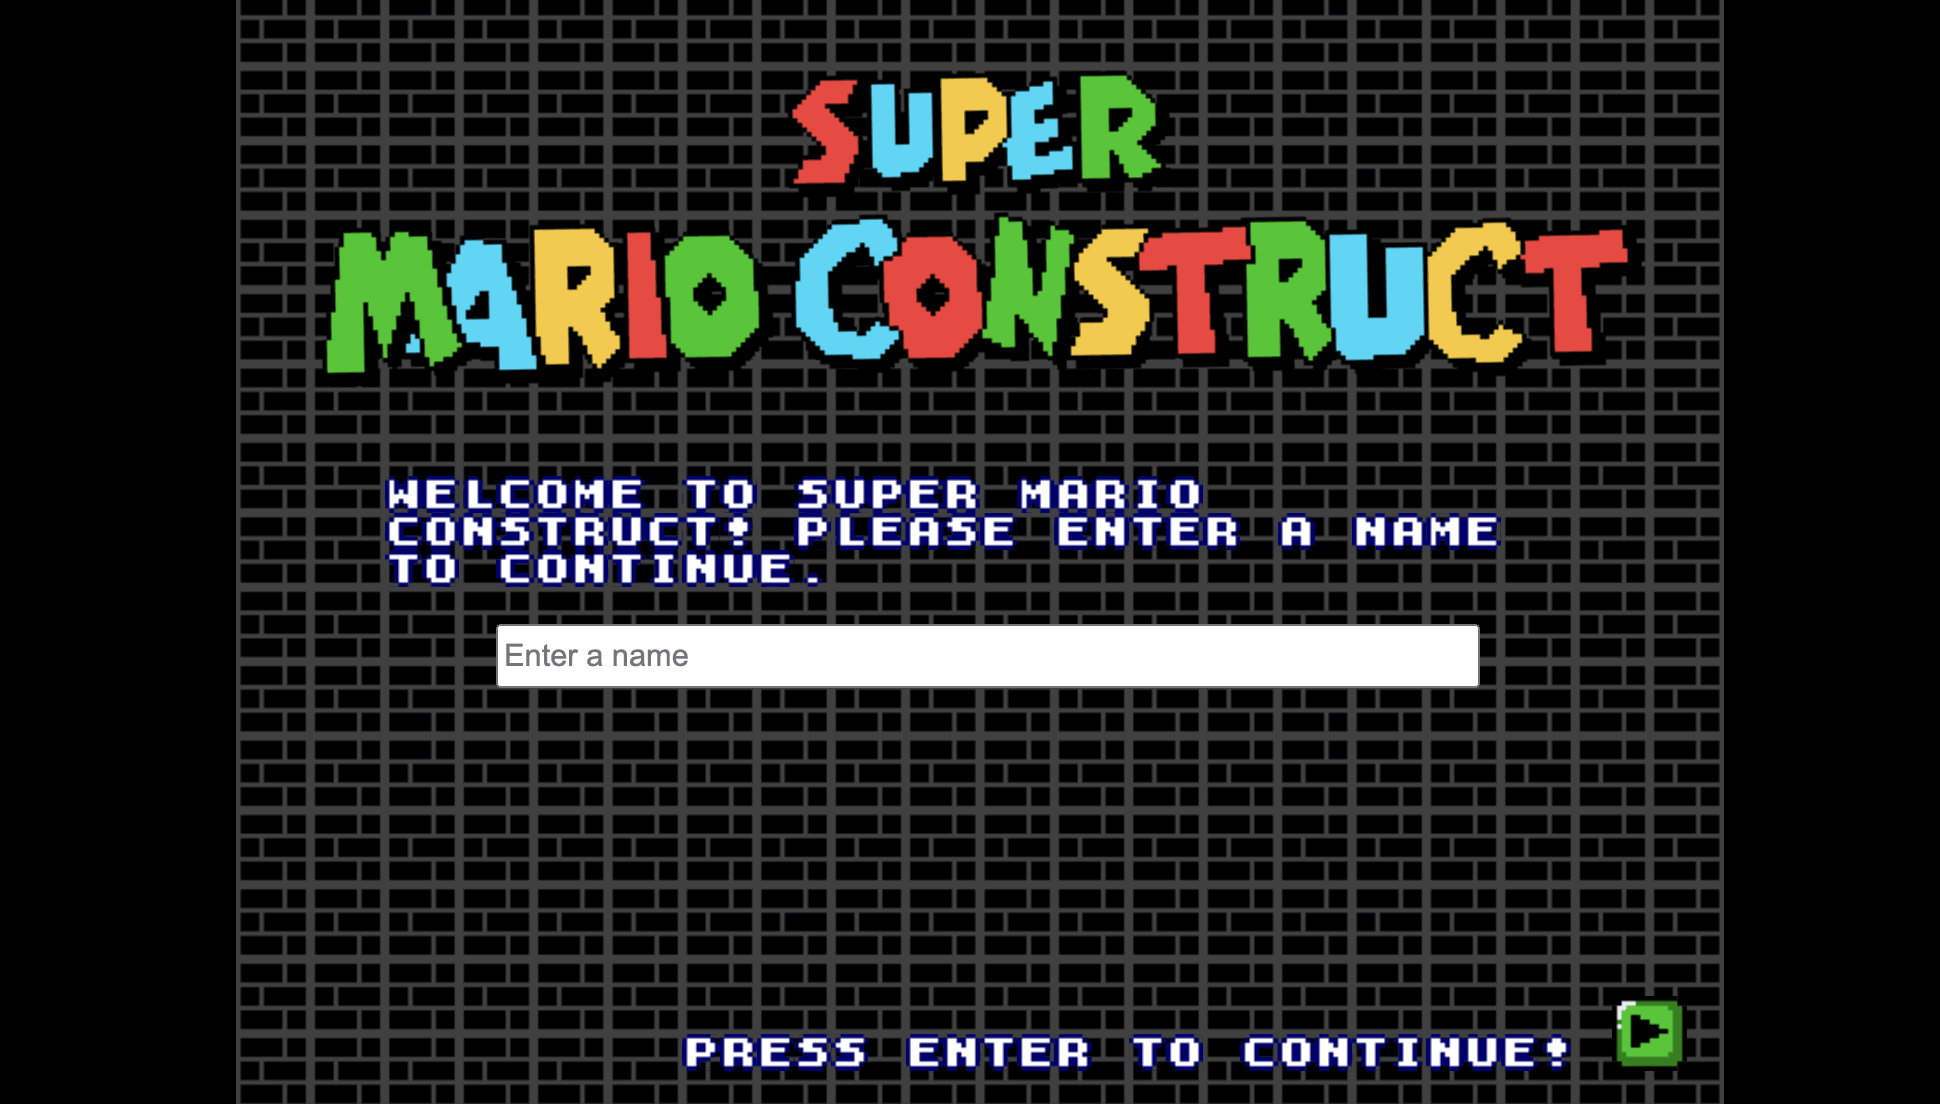 SUPER
MARIO CONSTRUCT
WELCOME TO SUPER MARIO
CONSTRUCT! PLEASE ENTER A NAME
TO CONTINUE.
Enter a name
PRESS ENTER TO CONTINUE!